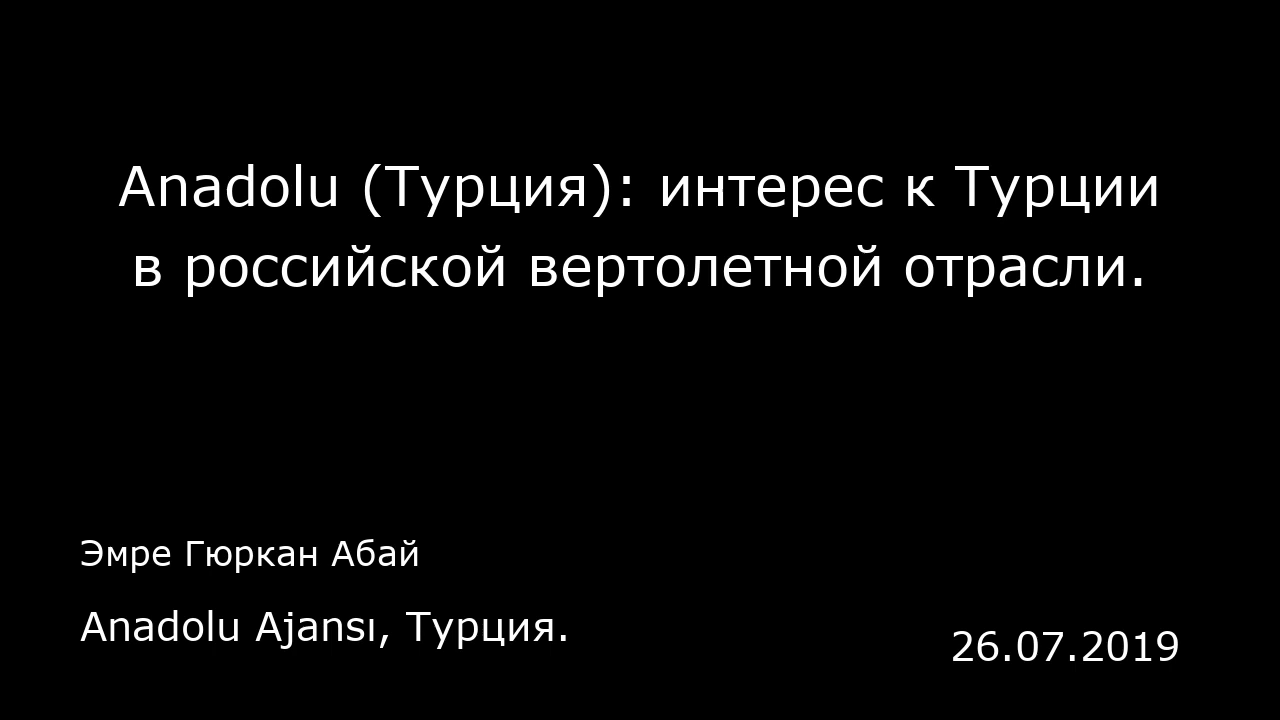 Anadolu (Турция): интерес к Турции
в российской вертолетной отрасли.
Эмре Гюркан Абай
Anadolu Ajansı, Турция.
26.07.2019